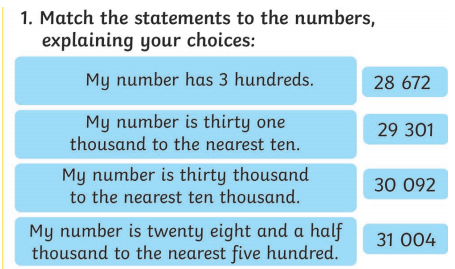 1. Match the statements to the numbers,
explaining your choices:
My number has 3 hundreds.
28 672
My number is thirty one
thousand to the nearest ten.
29 301
My number is thirty thousand
to the nearest ten thousand.
30 092
My number is twenty eight and a half
thousand to the nearest five hundred.
31 004